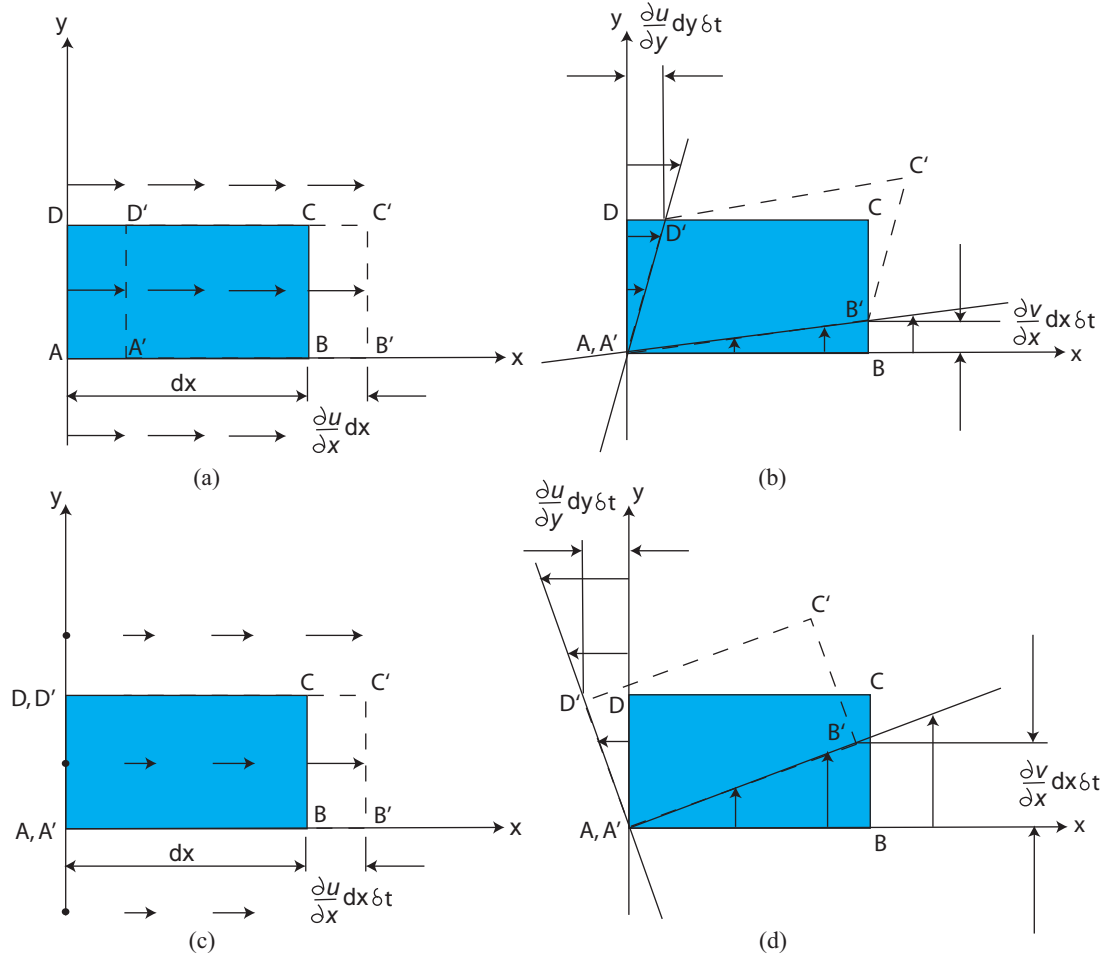 y
D D' C C'
A A' B B' x
dx
∂u/∂x dx
(a)
y ∂u/∂y dy δt
C'
D C
D'
B'
A, A' x
B
∂v/∂x dx δt
(b)
y
C C'
D, D'
A, A' B B' x
dx
∂u/∂x dx δt
(c)
∂u/∂y dy δt y
C'
D' D C
B'
A, A' x
B
∂v/∂x dx δt
(d)